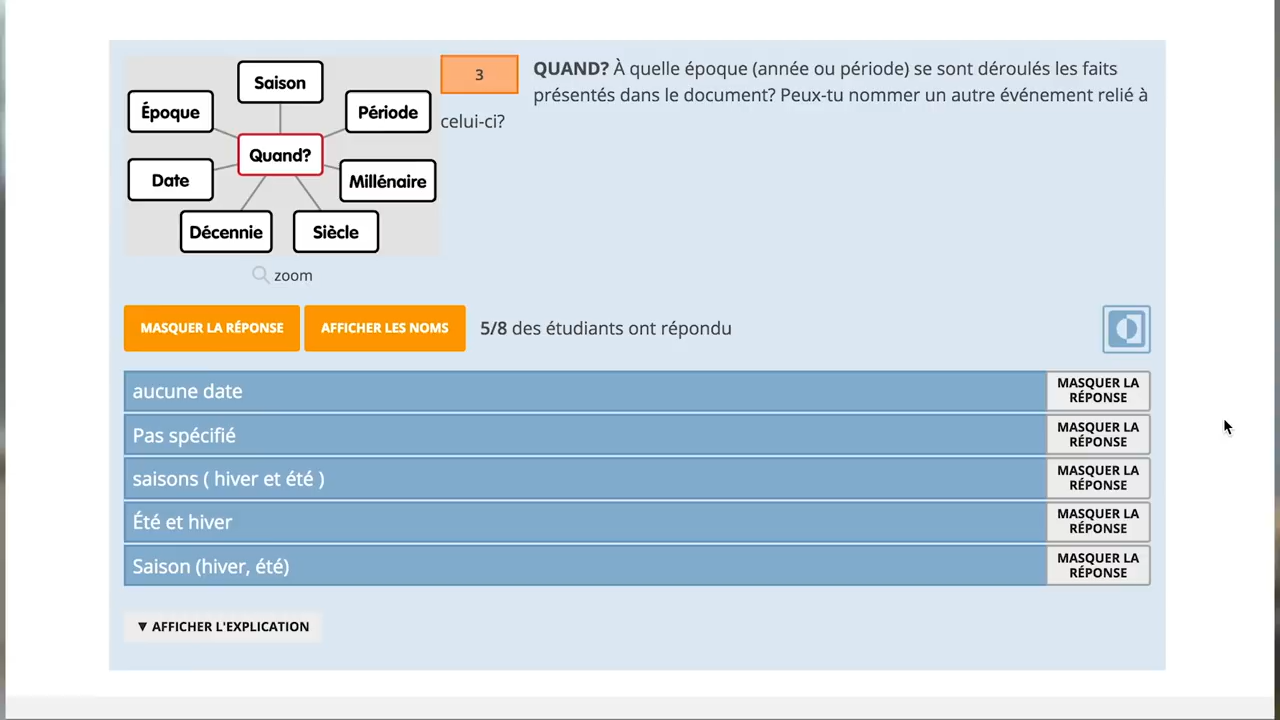 Saison
Époque
Période
Quand?
Date
Millénaire
Décennie
Siècle
zoom
3
QUAND? À quelle époque (année ou période) se sont déroulés les faits
présentés dans le document? Peux-tu nommer un autre événement relié à
celui-ci?
MASQUER LA RÉPONSE
AFFICHER LES NOMS
5/8 des étudiants ont répondu
aucune date
MASQUER LA
RÉPONSE
Pas spécifié
MASQUER LA
RÉPONSE
saisons ( hiver et été )
MASQUER LA
RÉPONSE
Été et hiver
MASQUER LA
RÉPONSE
Saison (hiver, été)
MASQUER LA
RÉPONSE
▼ AFFICHER L'EXPLICATION